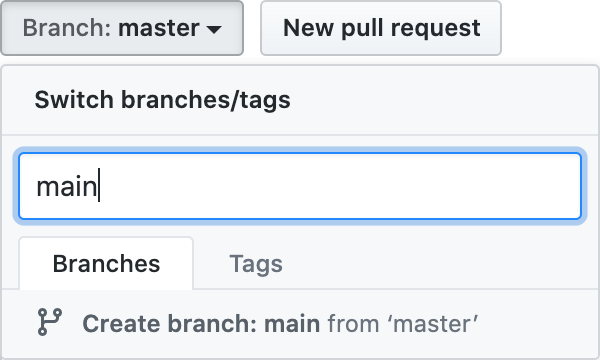 Branch: master New pull request
Switch branches/tags
main
Branches Tags
Create branch: main from ‘master’